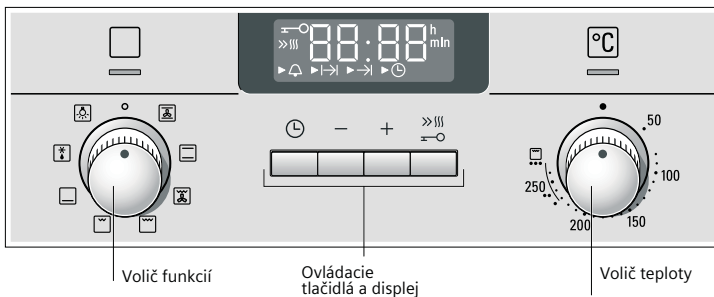 88:88 h
min
°C
50
100
150
200
250
− +
Volič funkcií
Ovládacie
tlačidlá a displej
Volič teploty